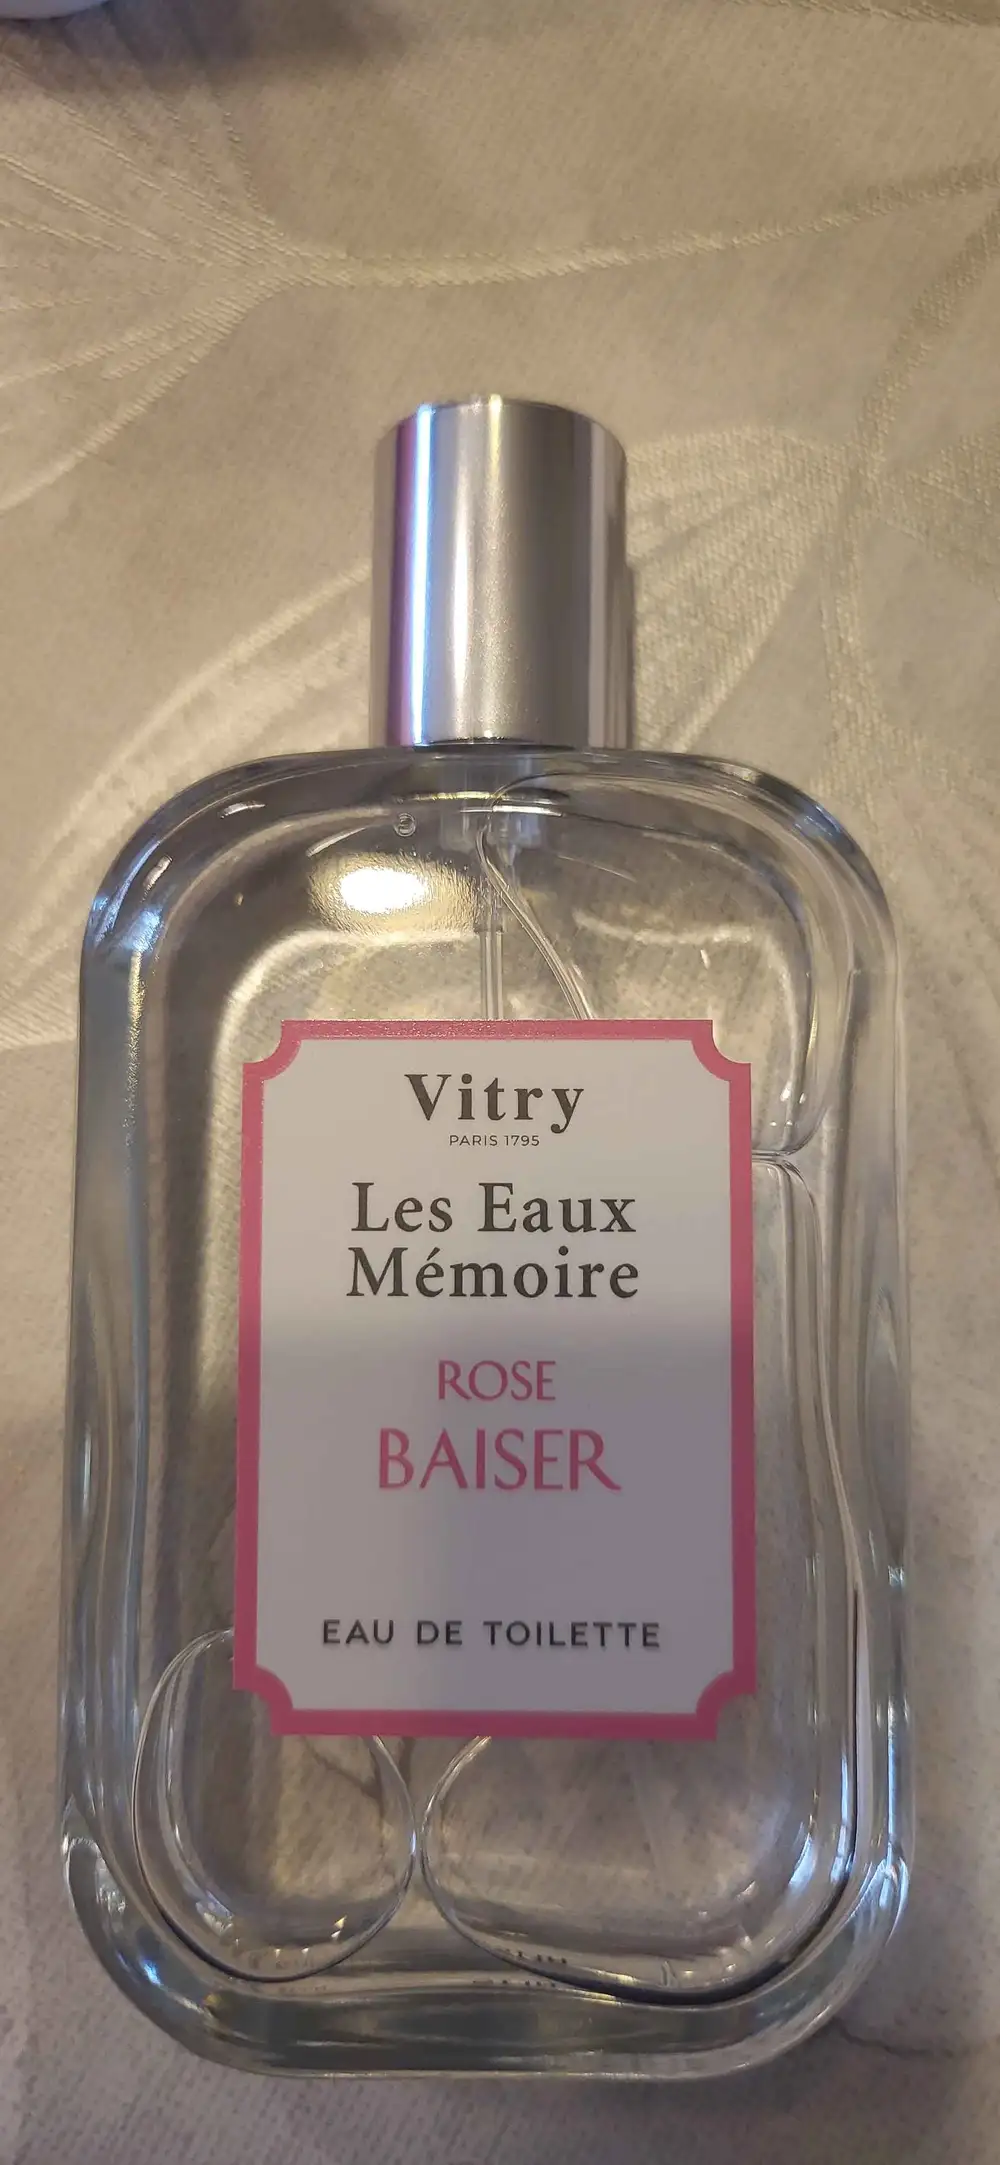 Vitry
PARIS 1795
Les Eaux
Mémoire
ROSE
BAISER
EAU DE TOILETTE